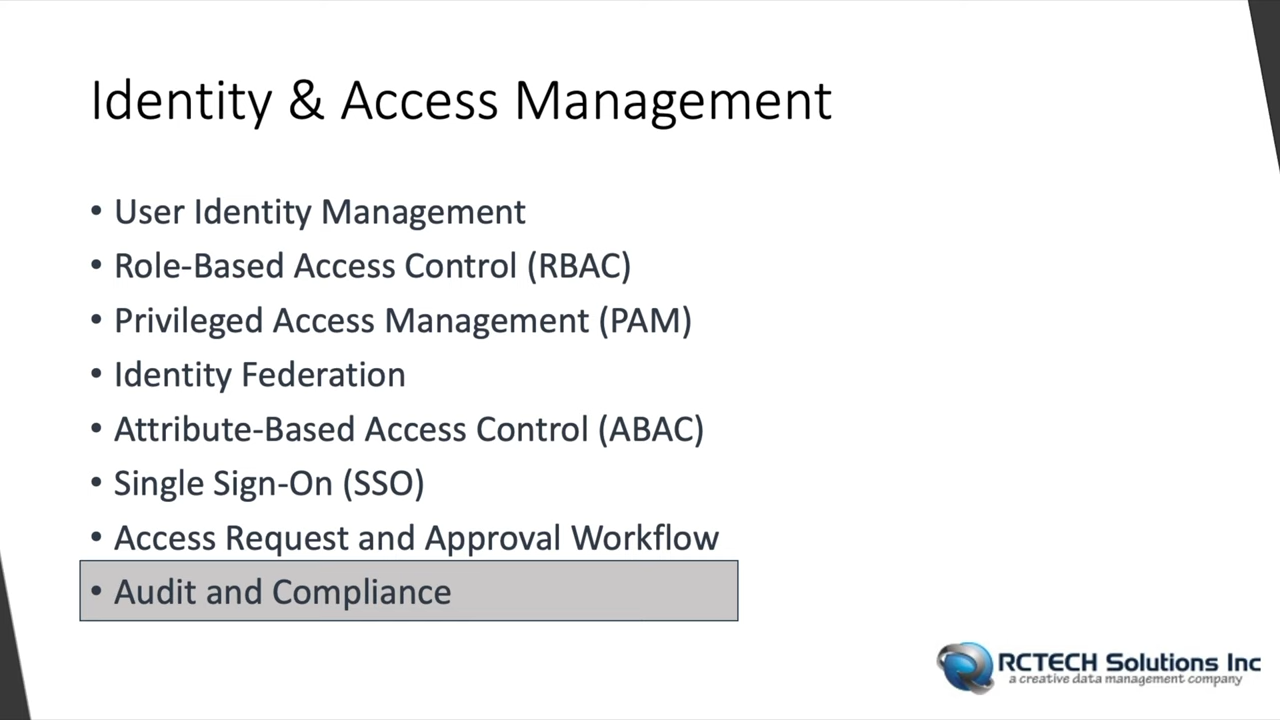 Identity & Access Management
• User Identity Management
• Role-Based Access Control (RBAC)
• Privileged Access Management (PAM)
• Identity Federation
• Attribute-Based Access Control (ABAC)
• Single Sign-On (SSO)
• Access Request and Approval Workflow
• Audit and Compliance
RCTECH Solutions Inc
a creative data management company